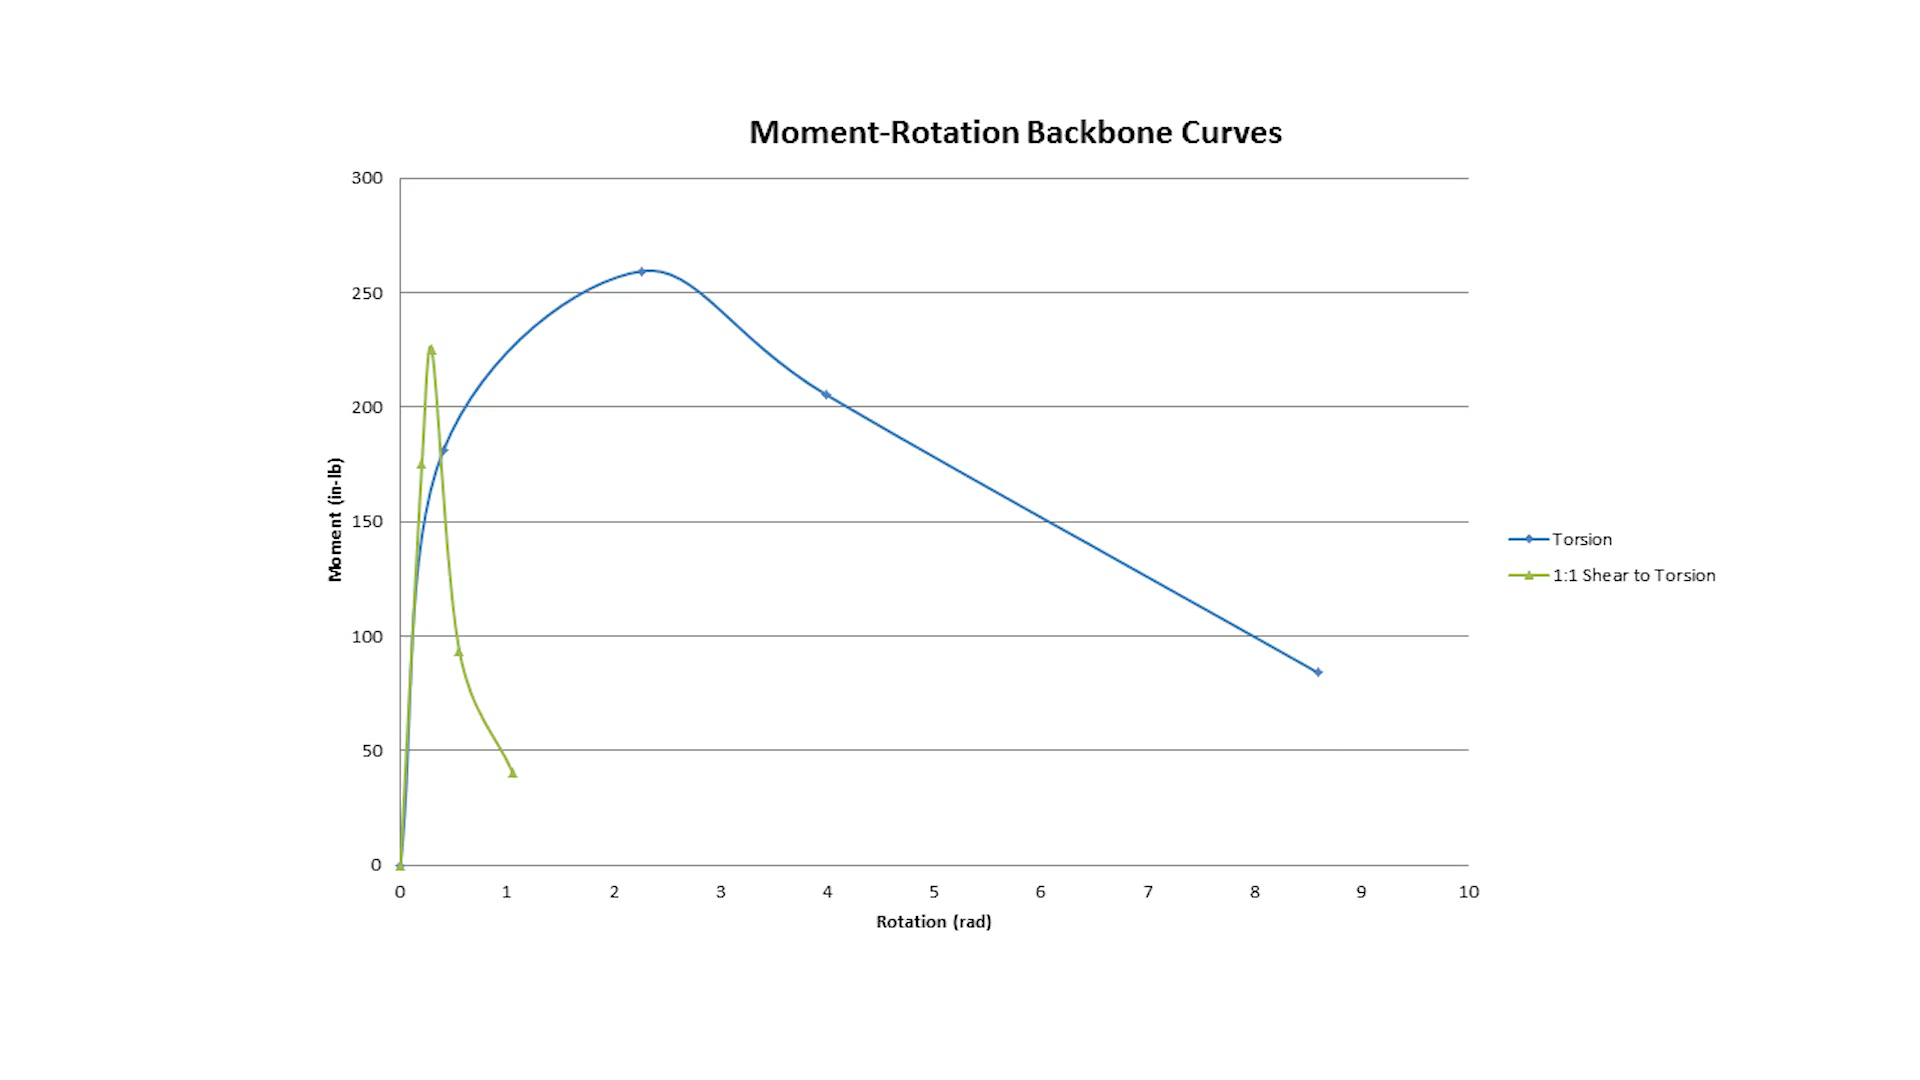 Moment-Rotation Backbone Curves
300
250
200
150
100
50
0
Moment (in-lb)
0 1 2 3 4 5 6 7 8 9 10
Rotation (rad)
Torsion
1:1 Shear to Torsion